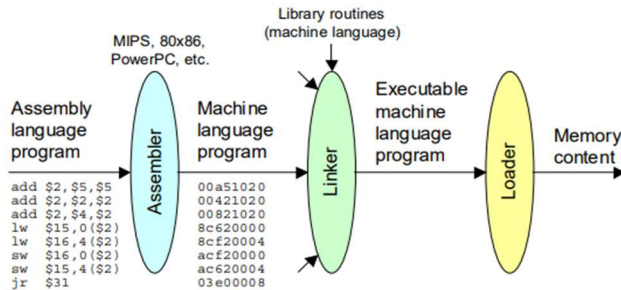 Library routines
(machine language)
MIPS, 80x86,
PowerPC, etc.
Assembly
language
program
Assembler
Machine
language
program
Linker
Executable
machine
language
program
Loader
Memory
content
add $2,$5,$5
add $2,$2,$2
add $2,$4,$2
lw $15,0($2)
lw $16,4($2)
sw $16,0($2)
sw $15,4($2)
jr $31
00a51020
00421020
00821020
8c620000
8cf20004
acf20000
ac620004
03e00008